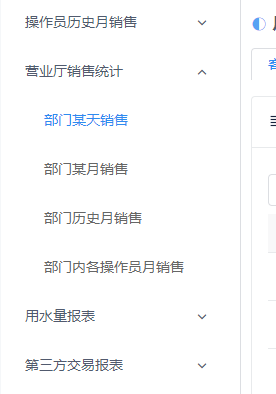 操作员历史月销售
营业厅销售统计
部门某天销售
部门某月销售
部门历史月销售
部门内各操作员月销售
用水量报表
第三方交易报表